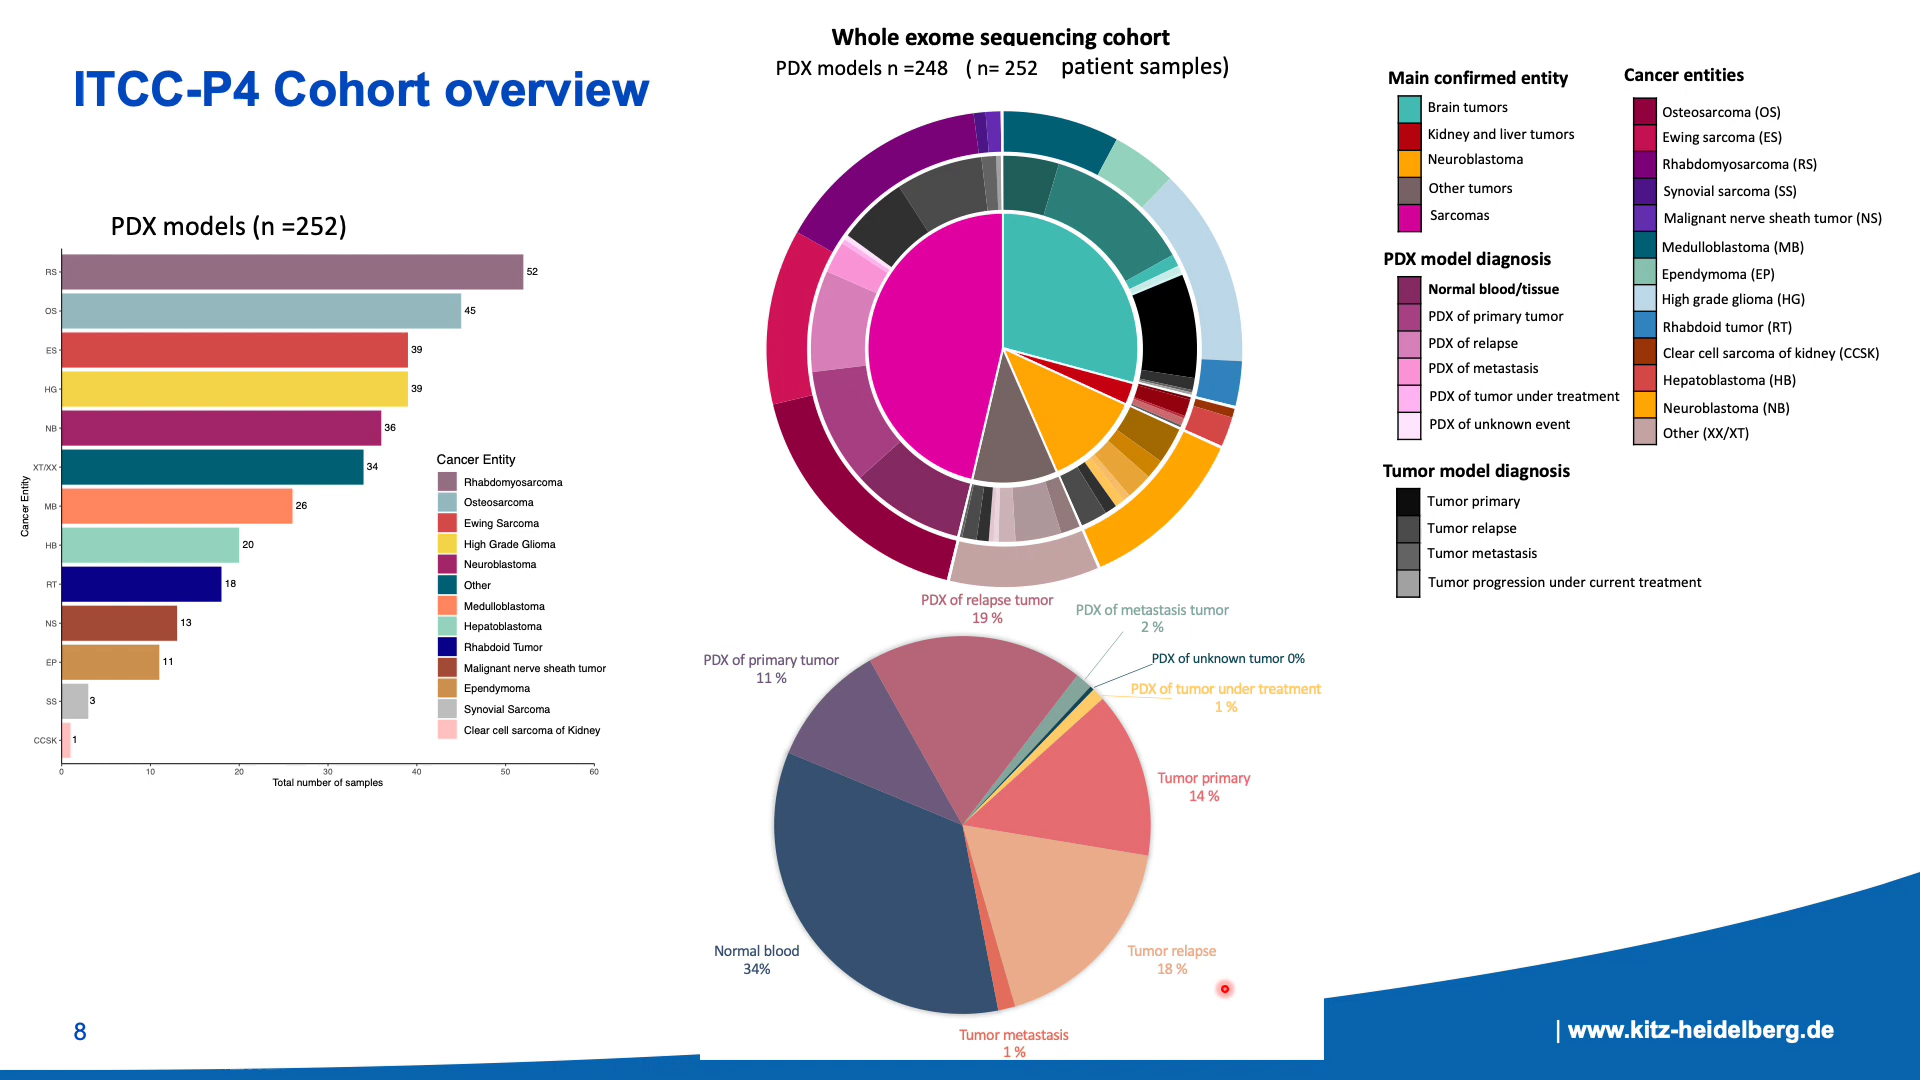 ITCC-P4 Cohort overview
PDX models (n =252)
Cancer Entity
RS
OS
ES
HG
NB
XT/XX
MB
HB
RT
NS
EP
SS
CCSK
52
45
39
39
36
34
26
20
18
13
11
3
1
0
10
20
30
40
50
60
Total number of samples
Cancer Entity
Rhabdomyosarcoma
Osteosarcoma
Ewing Sarcoma
High Grade Glioma
Neuroblastoma
Other
Medulloblastoma
Hepatoblastoma
Rhabdoid Tumor
Malignant nerve sheath tumor
Ependymoma
Synovial Sarcoma
Clear cell sarcoma of Kidney
Whole exome sequencing cohort
PDX models n =248 ( n= 252 patient samples)
PDX of relapse tumor
19 %
PDX of metastasis tumor
2 %
PDX of unknown tumor 0%
PDX of tumor under treatment
1 %
PDX of primary tumor
11 %
Tumor primary
14 %
Normal blood
34%
Tumor relapse
18 %
Tumor metastasis
1 %
Main confirmed entity
Brain tumors
Kidney and liver tumors
Neuroblastoma
Other tumors
Sarcomas
PDX model diagnosis
Normal blood/tissue
PDX of primary tumor
PDX of relapse
PDX of metastasis
PDX of tumor under treatment
PDX of unknown event
Tumor model diagnosis
Tumor primary
Tumor relapse
Tumor metastasis
Tumor progression under current treatment
Cancer entities
Osteosarcoma (OS)
Ewing sarcoma (ES)
Rhabdomyosarcoma (RS)
Synovial sarcoma (SS)
Malignant nerve sheath tumor (NS)
Medulloblastoma (MB)
Ependymoma (EP)
High grade glioma (HG)
Rhabdoid tumor (RT)
Clear cell sarcoma of kidney (CCSK)
Hepatoblastoma (HB)
Neuroblastoma (NB)
Other (XX/XT)
8
| www.kitz-heidelberg.de